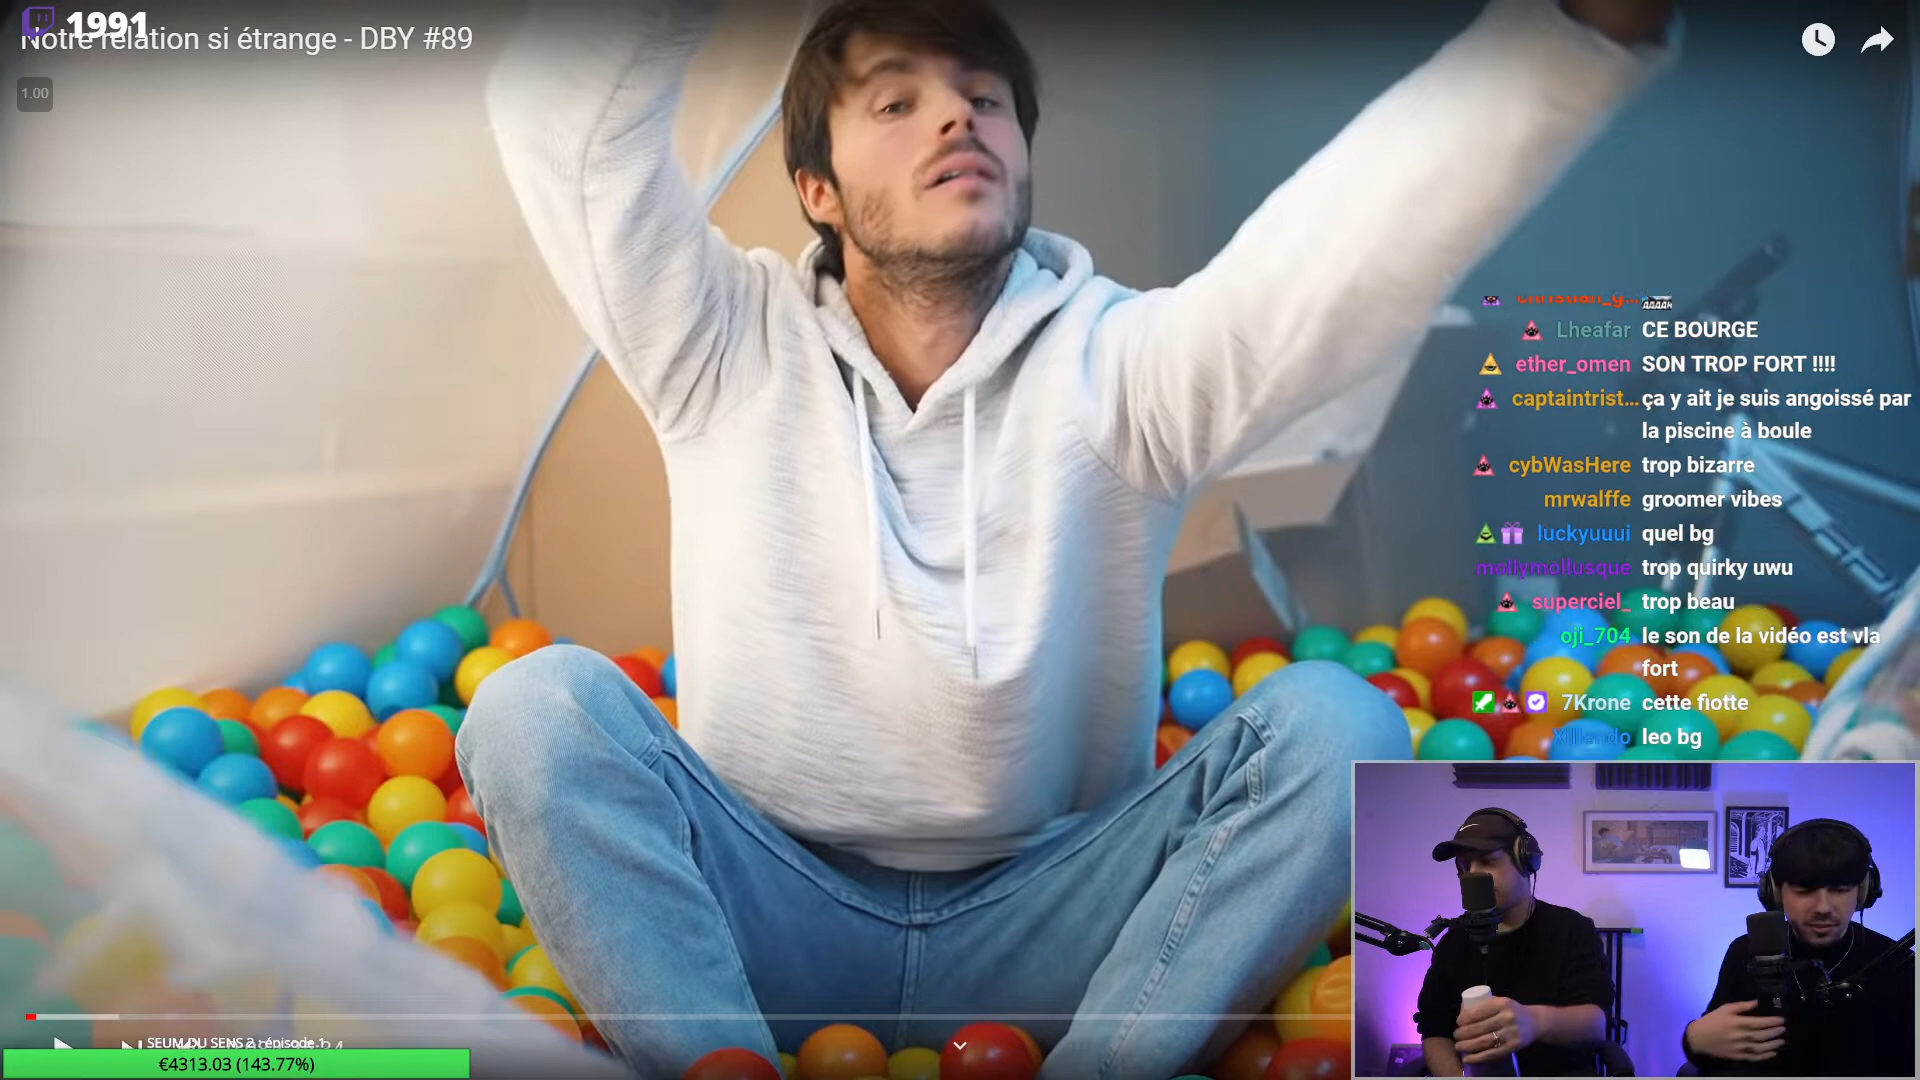 1991
Notre relation si étrange - DBY #89
1.00
Lheafar CE BOURGE
ether_omen SON TROP FORT !!!!
captaintrist... ça y ait je suis angoissé par
la piscine à boule
cybWasHere trop bizarre
mrwalffe groomer vibes
luckyuuui quel bg
mollymollusque trop quirky uwu
superciel_ trop beau
oji_704 le son de la vidéo est vla
fort
7Krone cette fiotte
leo bg
SEUM DU SENS 2 : épisode 1
€4313.03 (143.77%)